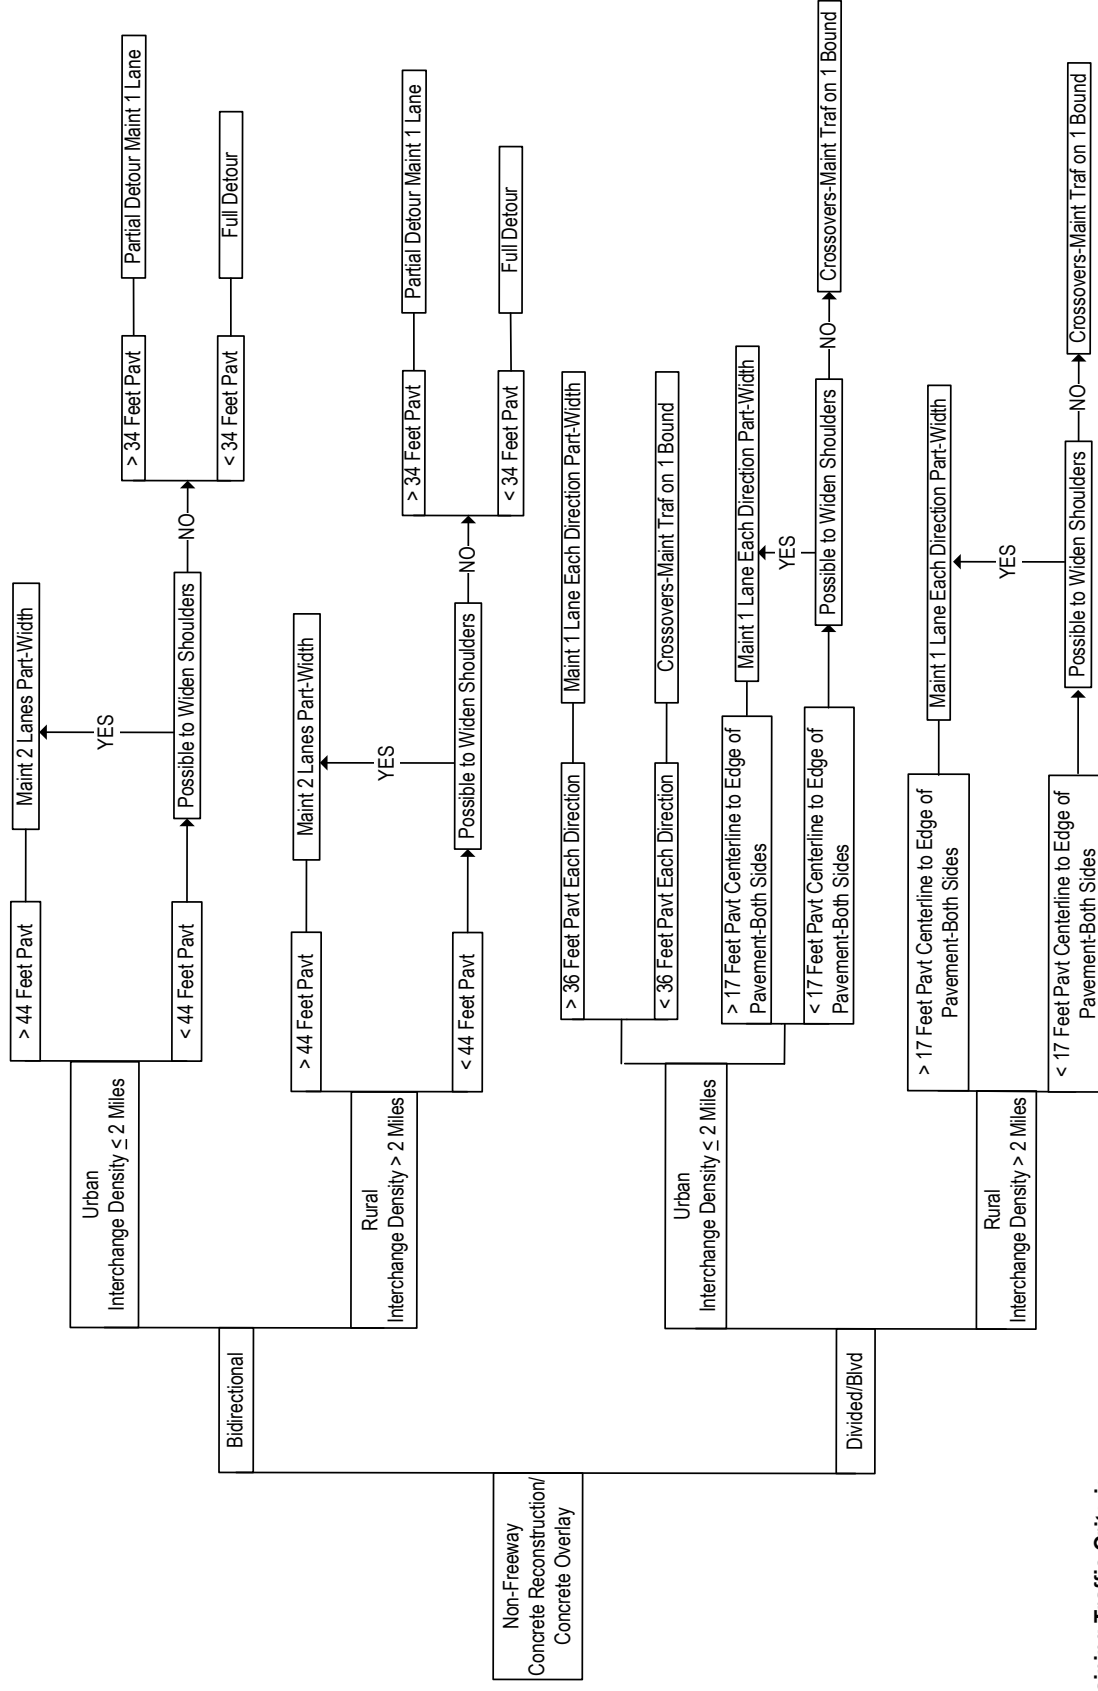 Non-Freeway
Concrete Reconstruction/
Concrete Overlay
Bidirectional
Urban
Interchange Density ≤ 2 Miles
> 44 Feet Pavt
Maint 2 Lanes Part-Width
YES
< 44 Feet Pavt
Possible to Widen Shoulders
NO
> 34 Feet Pavt
Partial Detour Maint 1 Lane
< 34 Feet Pavt
Full Detour
Rural
Interchange Density > 2 Miles
> 44 Feet Pavt
Maint 2 Lanes Part-Width
YES
< 44 Feet Pavt
Possible to Widen Shoulders
NO
> 34 Feet Pavt
Partial Detour Maint 1 Lane
< 34 Feet Pavt
Full Detour
Divided/Blvd
Urban
Interchange Density ≤ 2 Miles
> 36 Feet Pavt Each Direction
Maint 1 Lane Each Direction Part-Width
< 36 Feet Pavt Each Direction
Crossovers-Maint Traf on 1 Bound
> 17 Feet Pavt Centerline to Edge of
Pavement-Both Sides
Maint 1 Lane Each Direction Part-Width
YES
< 17 Feet Pavt Centerline to Edge of
Pavement-Both Sides
Possible to Widen Shoulders
NO
Crossovers-Maint Traf on 1 Bound
Rural
Interchange Density > 2 Miles
> 17 Feet Pavt Centerline to Edge of
Pavement-Both Sides
Maint 1 Lane Each Direction Part-Width
YES
< 17 Feet Pavt Centerline to Edge of
Pavement-Both Sides
Possible to Widen Shoulders
NO
Crossovers-Maint Traf on 1 Bound